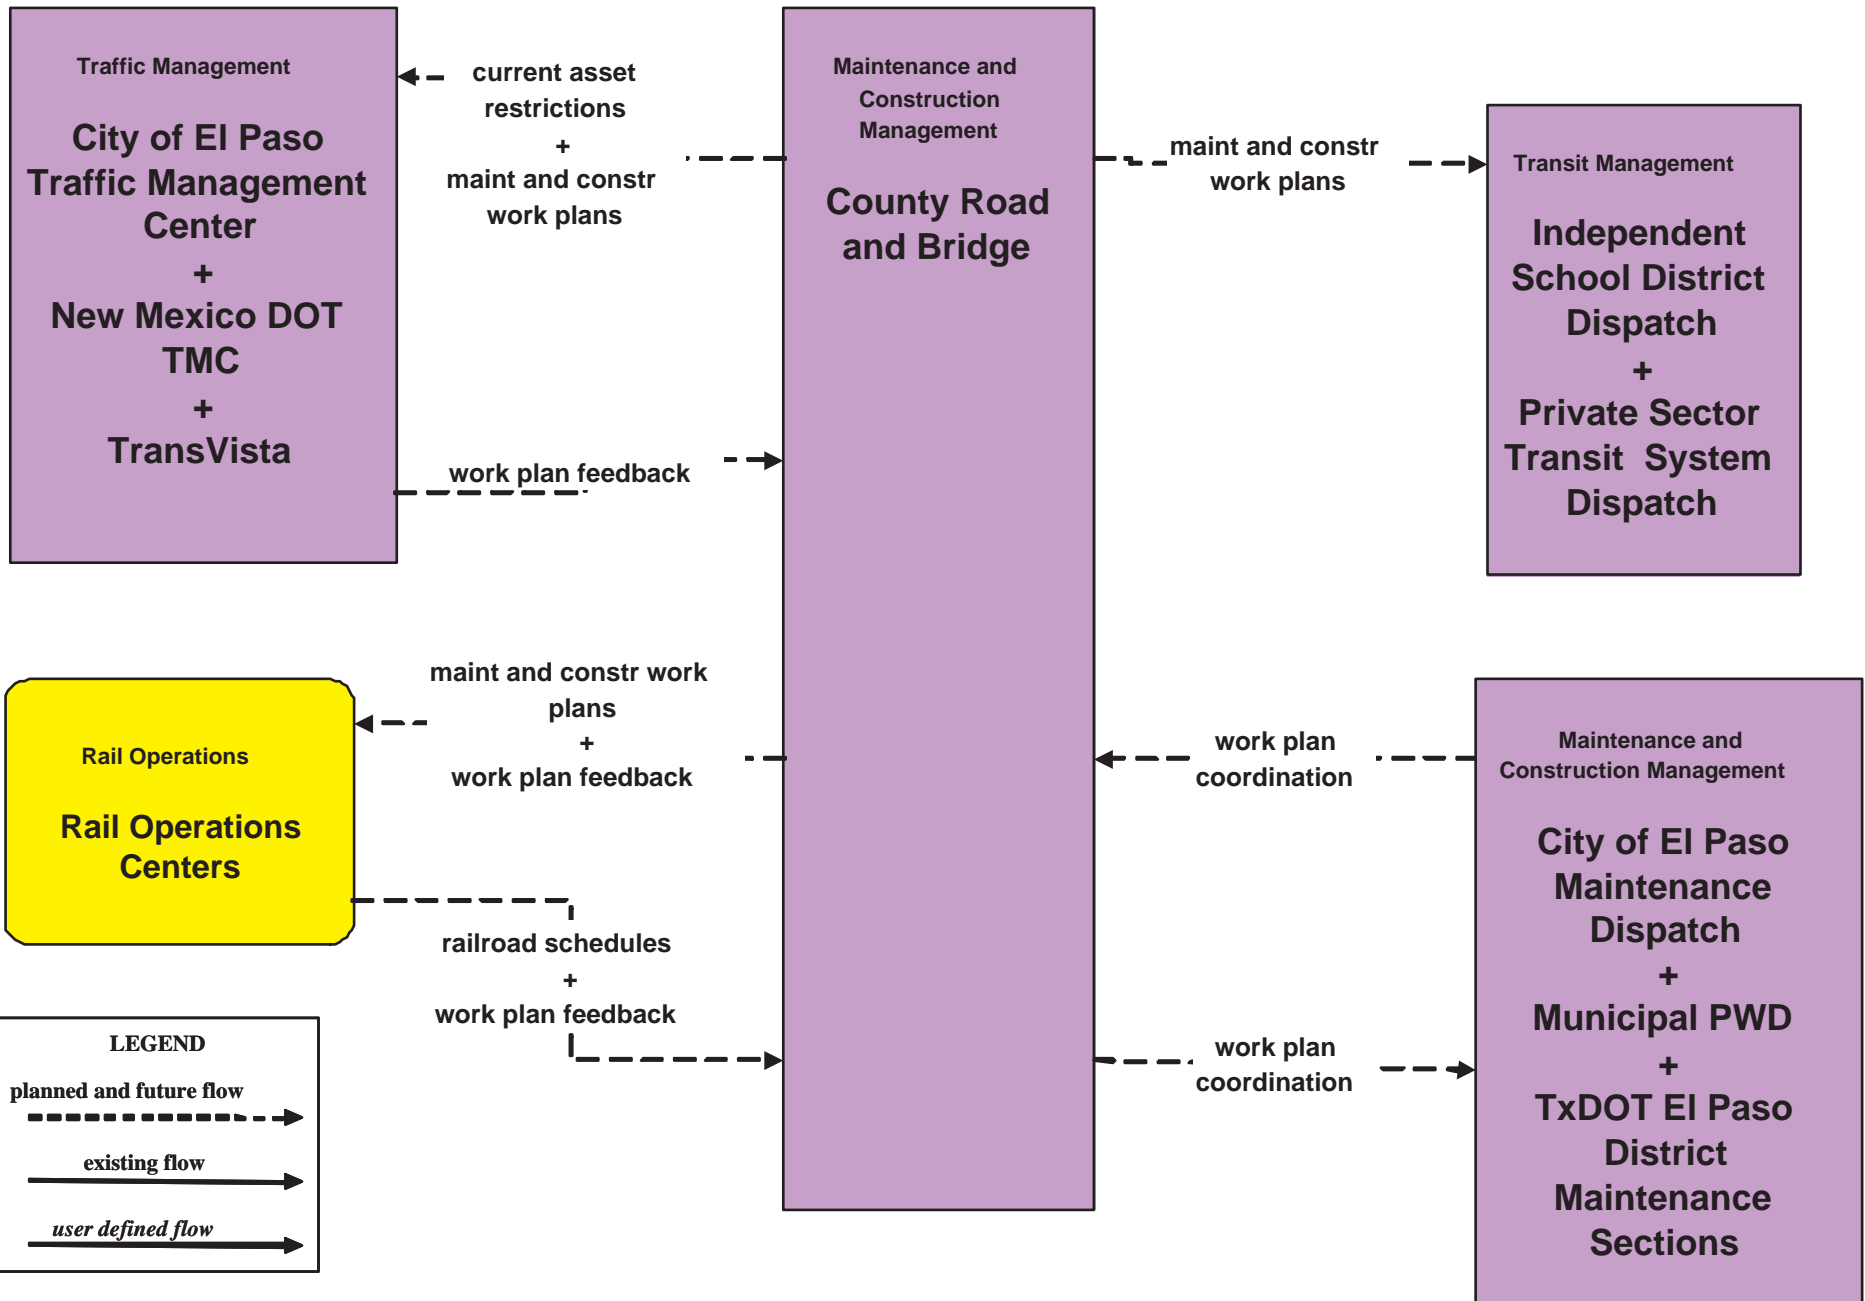 Traffic Management
City of El Paso
Traffic Management
Center
+
New Mexico DOT
TMC
+
TransVista
current asset
restrictions
+
maint and constr
work plans
work plan feedback
Maintenance and
Construction
Management
County Road
and Bridge
maint and constr
work plans
Transit Management
Independent
School District
Dispatch
+
Private Sector
Transit System
Dispatch
Rail Operations
Rail Operations
Centers
maint and constr work
plans
+
work plan feedback
railroad schedules
+
work plan feedback
work plan
coordination
work plan
coordination
Maintenance and
Construction Management
City of El Paso
Maintenance
Dispatch
+
Municipal PWD
+
TxDOT El Paso
District
Maintenance
Sections
LEGEND
planned and future flow
existing flow
user defined flow